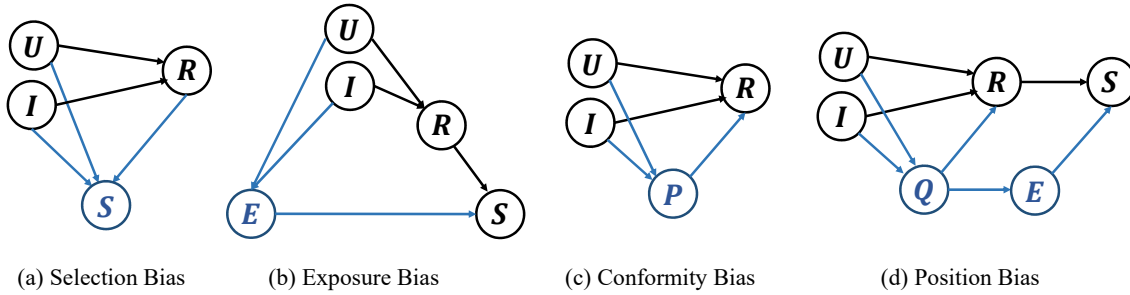 U
I
R
S
(a) Selection Bias
U
I
R
E
S
(b) Exposure Bias
U
I
R
P
(c) Conformity Bias
U
I
R
S
Q
E
(d) Position Bias